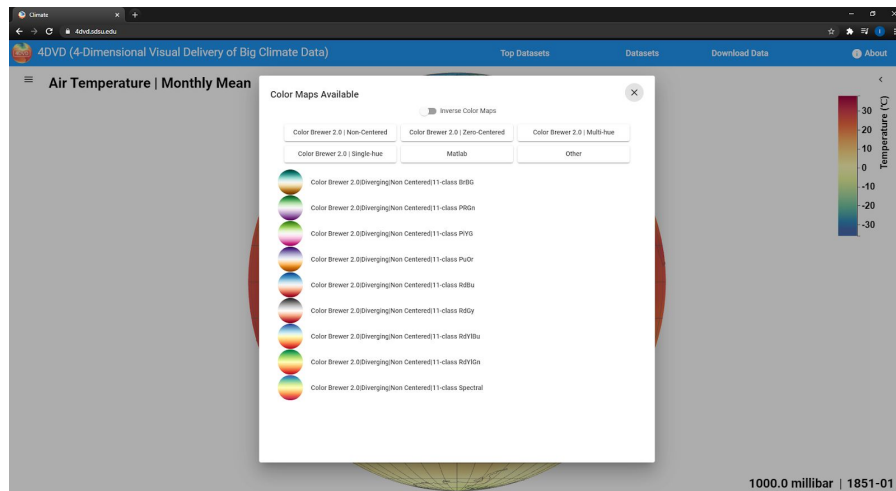 Climate
4dvd.sdsu.edu
4DVD (4-Dimensional Visual Delivery of Big Climate Data)
Top Datasets
Datasets
Download Data
About
Air Temperature | Monthly Mean
Color Maps Available
Inverse Color Maps
Color Brewer 2.0 | Non-Centered
Color Brewer 2.0 | Zero-Centered
Color Brewer 2.0 | Multi-hue
Color Brewer 2.0 | Single-hue
Matlab
Other
Color Brewer 2.0|Diverging|Non Centered|11-class BrBG
Color Brewer 2.0|Diverging|Non Centered|11-class PRGn
Color Brewer 2.0|Diverging|Non Centered|11-class PiYG
Color Brewer 2.0|Diverging|Non Centered|11-class PuOr
Color Brewer 2.0|Diverging|Non Centered|11-class RdBu
Color Brewer 2.0|Diverging|Non Centered|11-class RdGy
Color Brewer 2.0|Diverging|Non Centered|11-class RdYlBu
Color Brewer 2.0|Diverging|Non Centered|11-class RdYlGn
Color Brewer 2.0|Diverging|Non Centered|11-class Spectral
30
20
10
0
-10
-20
-30
Temperature (°C)
1000.0 millibar | 1851-01